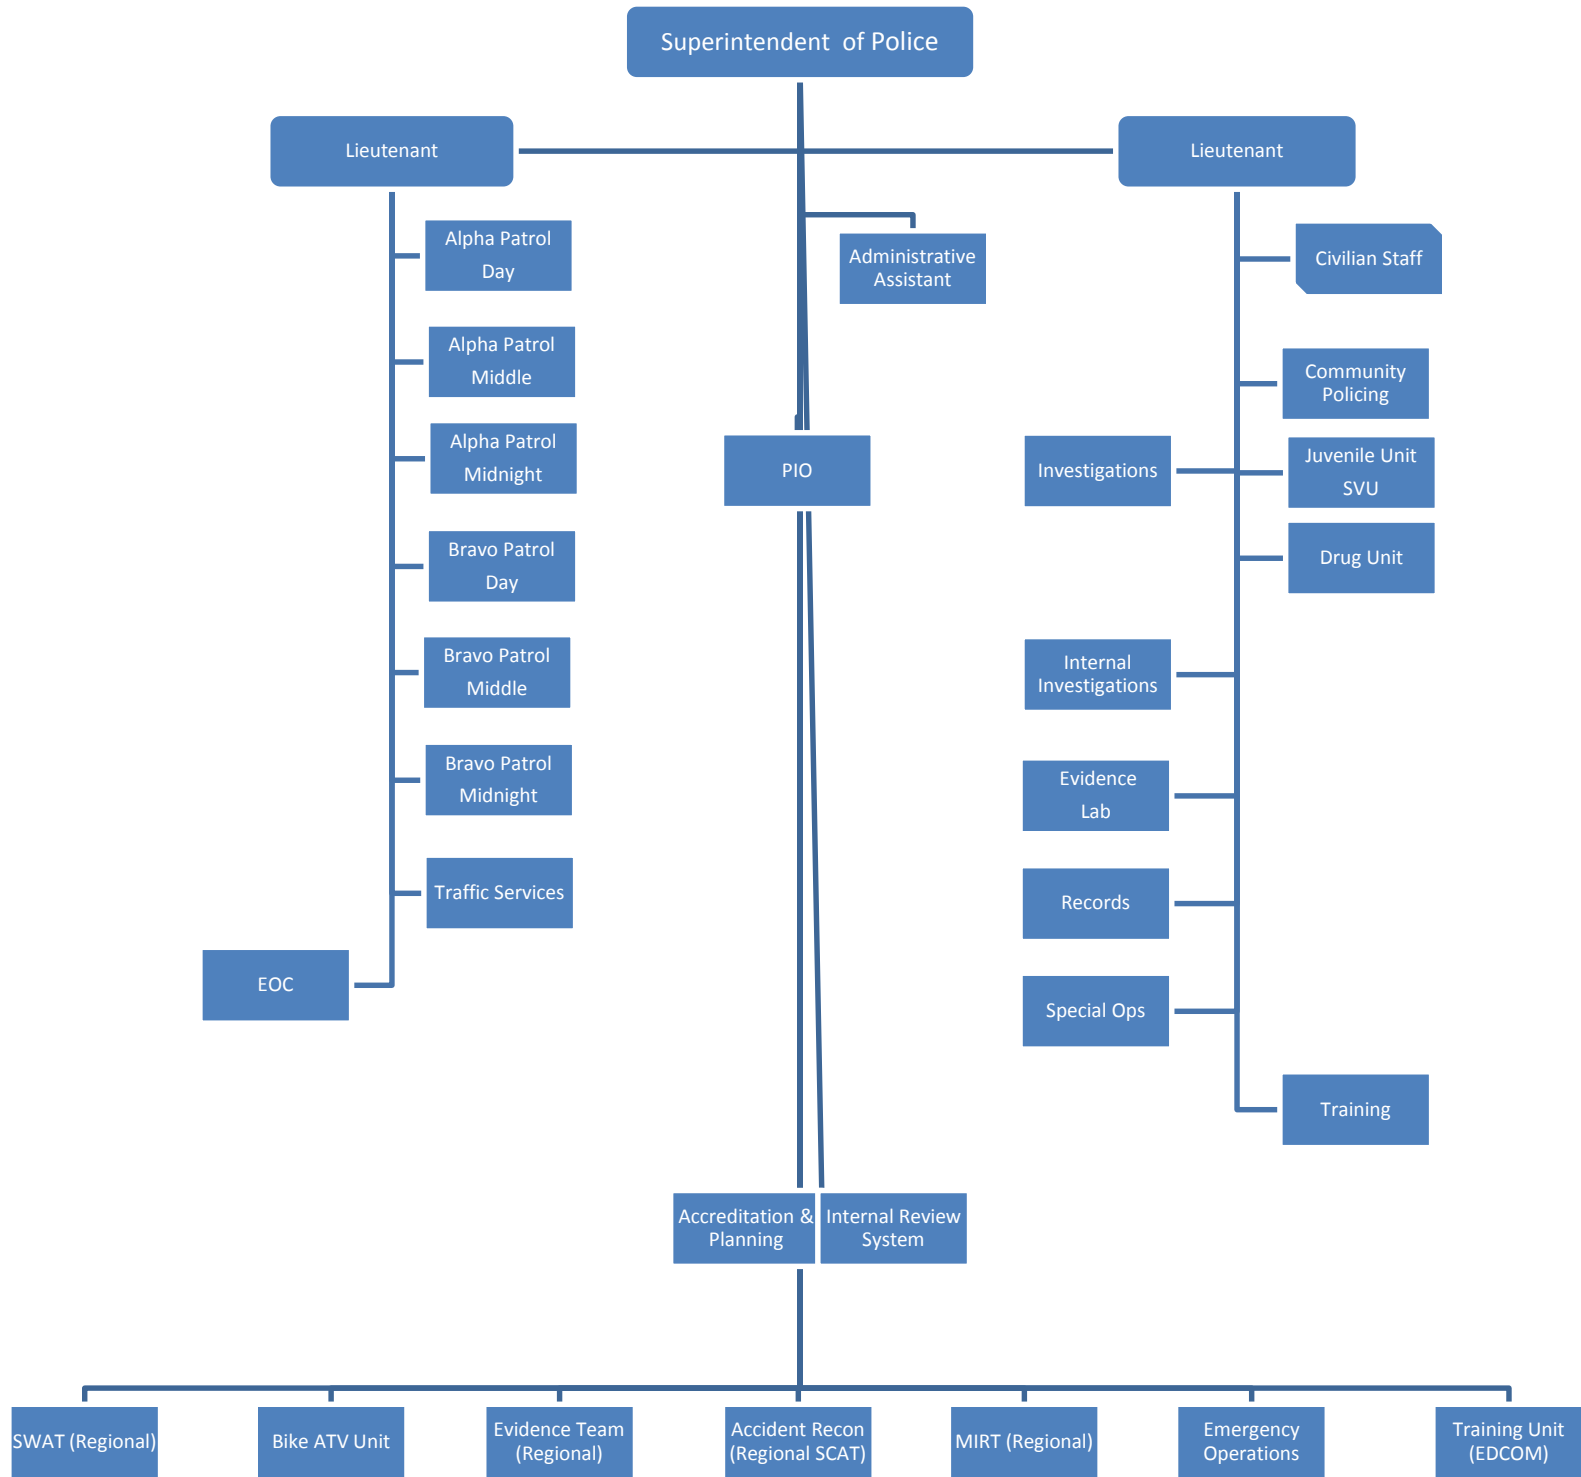 Superintendent of Police
Lieutenant
Lieutenant
Alpha Patrol
Day
Administrative
Assistant
Civilian Staff
Alpha Patrol
Middle
Community
Policing
Alpha Patrol
Midnight
PIO
Investigations
Juvenile Unit
SVU
Bravo Patrol
Day
Drug Unit
Bravo Patrol
Middle
Internal
Investigations
Bravo Patrol
Midnight
Evidence
Lab
Traffic Services
Records
EOC
Special Ops
Training
Accreditation &
Planning
Internal Review
System
SWAT (Regional)
Bike ATV Unit
Evidence Team
(Regional)
Accident Recon
(Regional SCAT)
MIRT (Regional)
Emergency
Operations
Training Unit
(EDCOM)